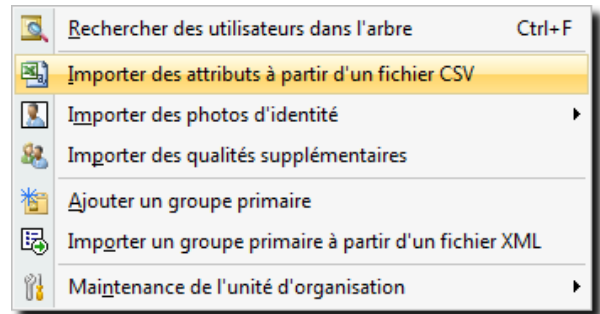 Rechercher des utilisateurs dans l'arbre Ctrl+F
Importer des attributs à partir d'un fichier CSV
Importer des photos d'identité
Importer des qualités supplémentaires
Ajouter un groupe primaire
Importer un groupe primaire à partir d'un fichier XML
Maintenance de l'unité d'organisation